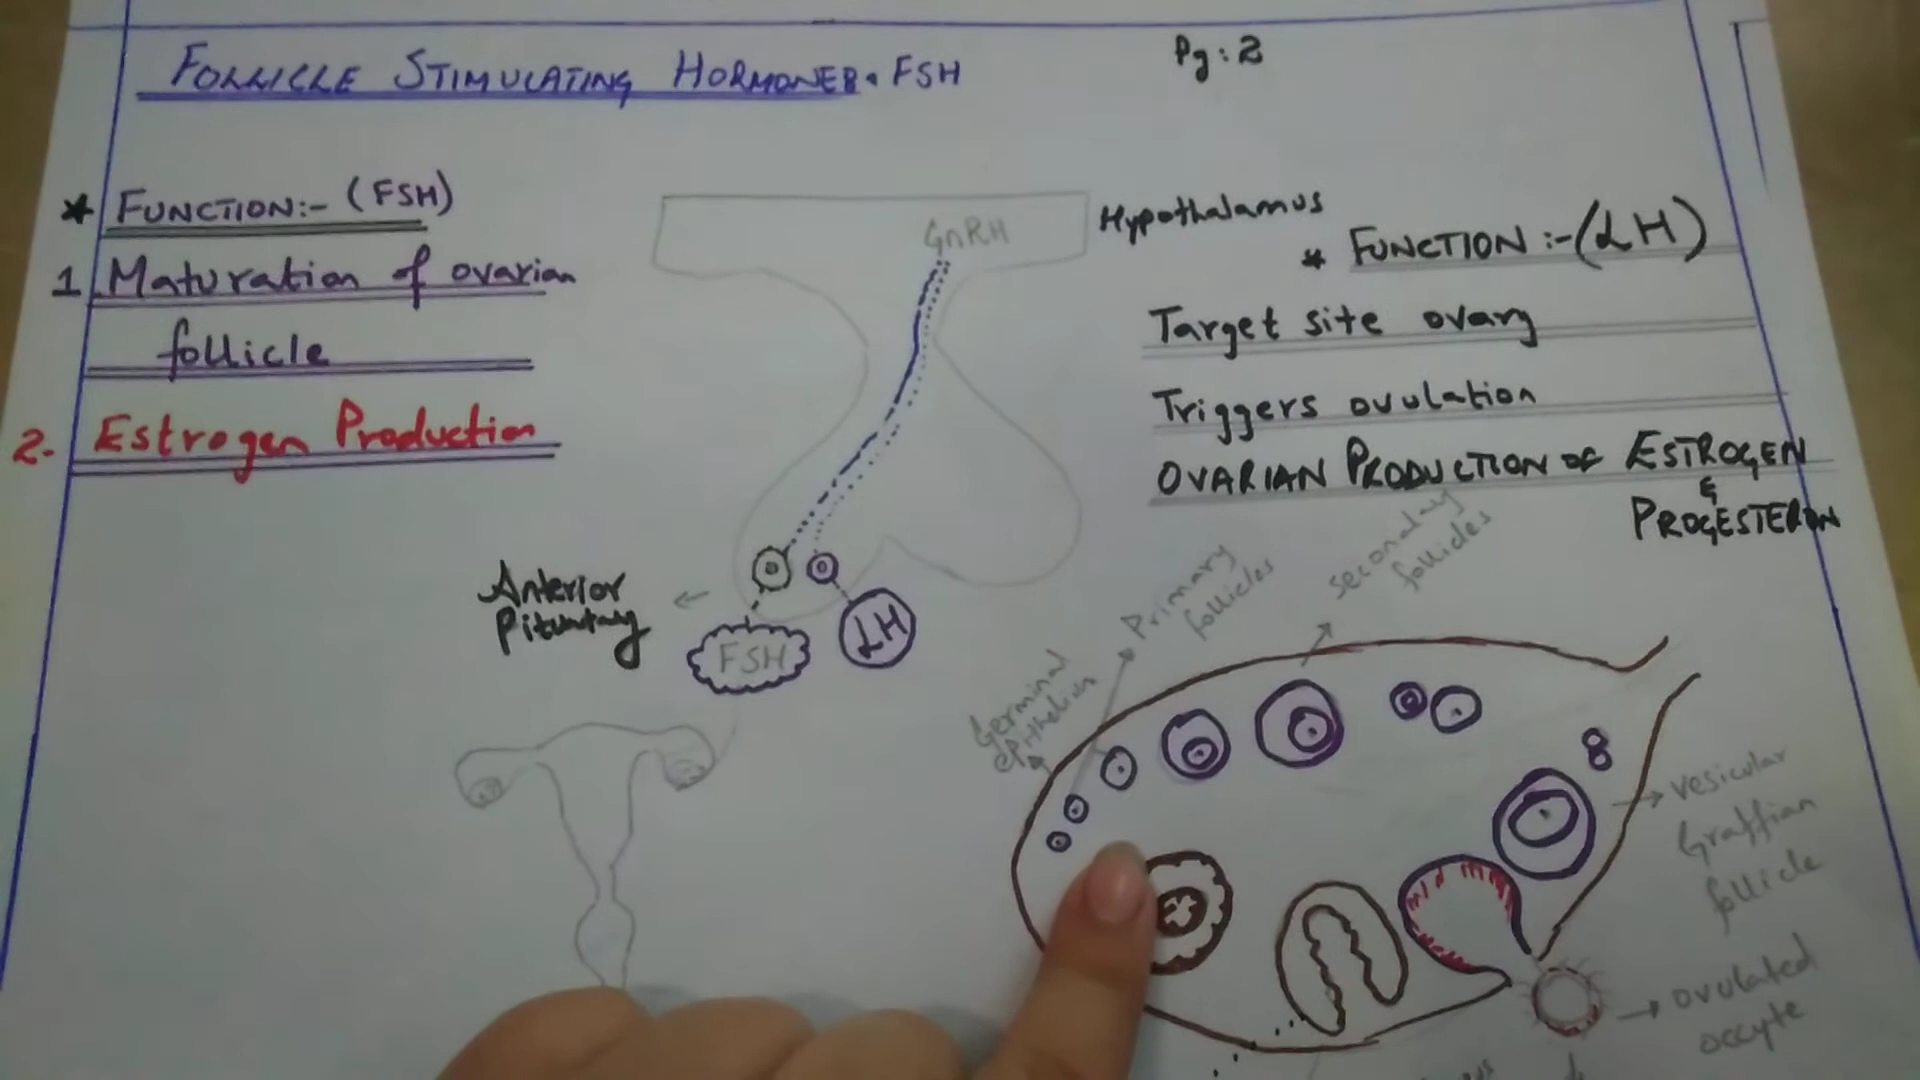 FOLLICLE STIMULATING HORMONE & FSH
Pg: 2
* FUNCTION:- (FSH)
1 Maturation of ovarian
follicle
2. Estrogen Production
GnRH
Hypothalamus
* FUNCTION :- (LH)
Target site ovary
Triggers ovulation
OVARIAN PRODUCTION OF ESTROGEN
&
PROGESTERON
Anterior
Pituitary
FSH
LH
Germinal
epithelium
Primary
follicles
secondary
follicles
vesicular
Graffian
follicle
ovulated
occyte